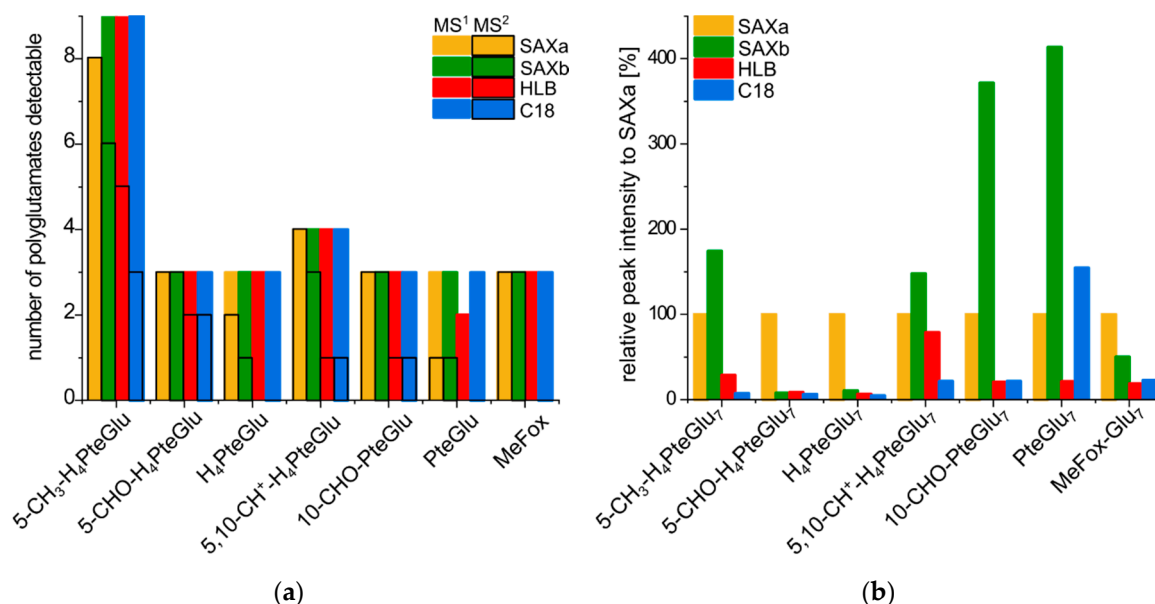 number of polyglutamates detectable
8
6
4
2
0
MS¹ MS²
SAXa
SAXb
HLB
C18
5-CH₃-H₄PteGlu
5-CHO-H₄PteGlu
H₄PteGlu
5,10-CH⁺-H₄PteGlu
10-CHO-PteGlu
PteGlu
MeFox
(a)
relative peak intensity to SAXa [%]
400
300
200
100
0
SAXa
SAXb
HLB
C18
5-CH₃-H₄PteGlu₇
5-CHO-H₄PteGlu₇
H₄PteGlu₇
5,10-CH⁺-H₄PteGlu₇
10-CHO-PteGlu₇
PteGlu₇
MeFox-Glu₇
(b)